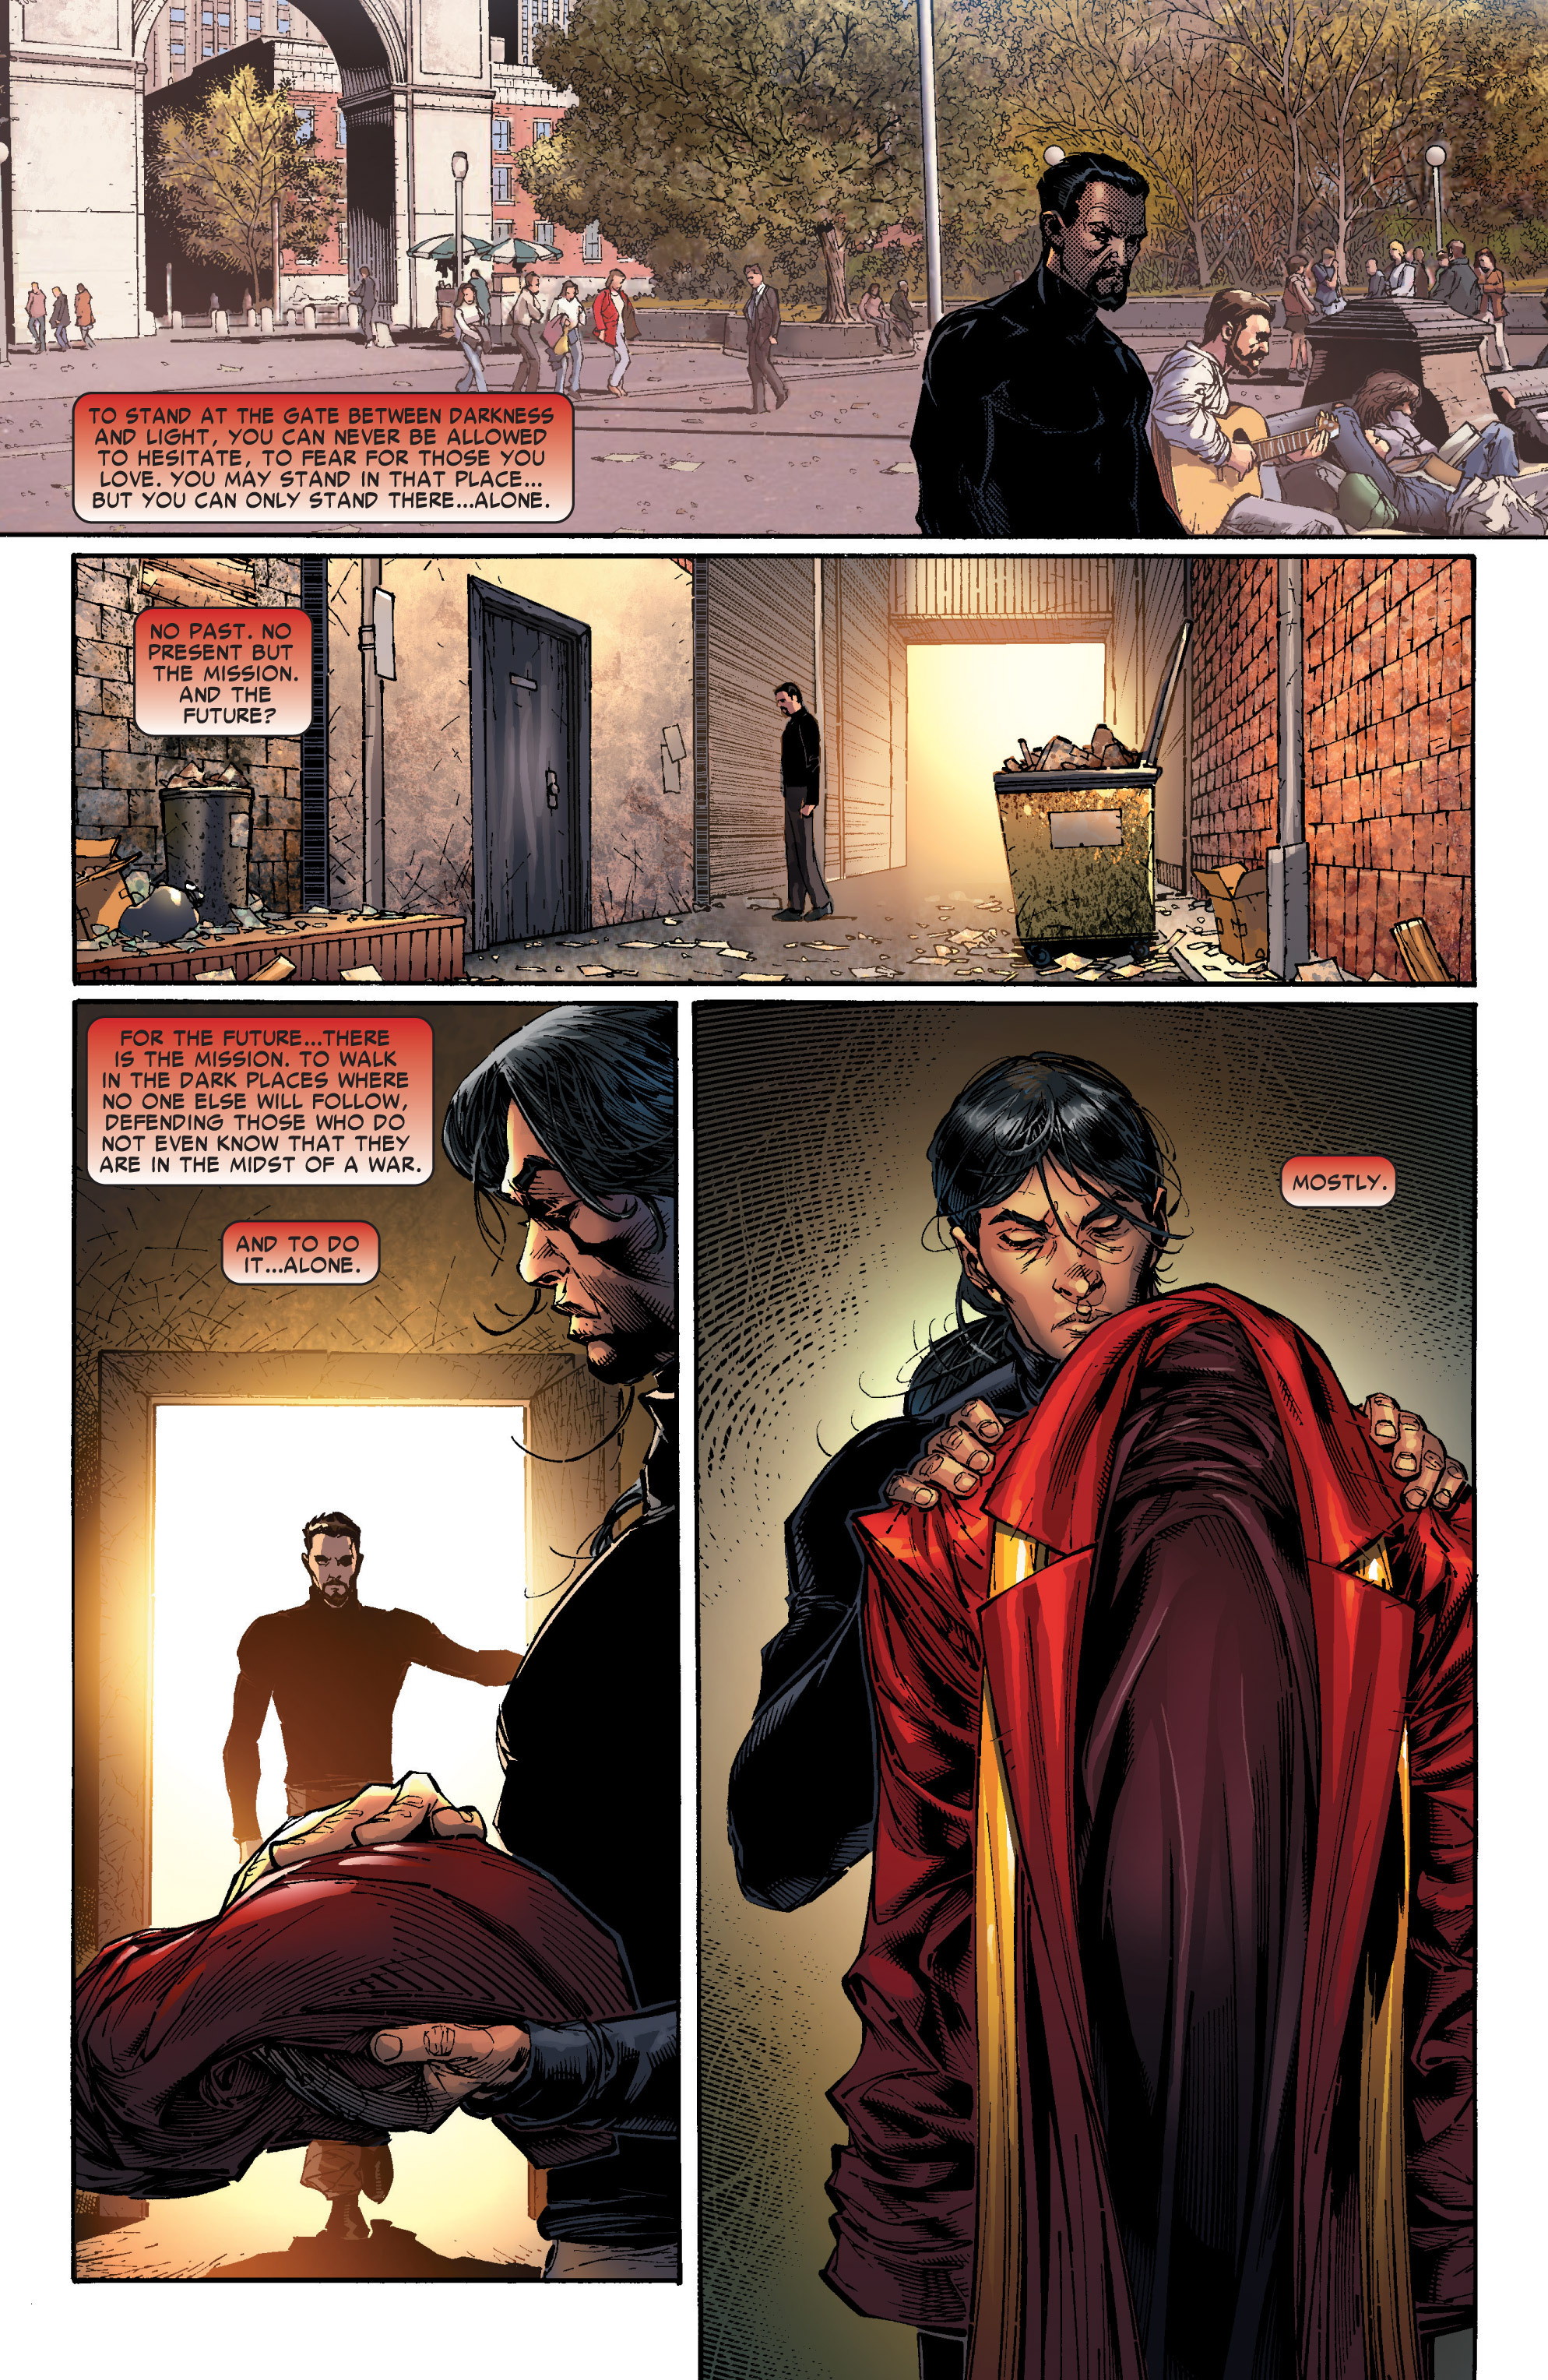 TO STAND AT THE GATE BETWEEN DARKNESS
AND LIGHT, YOU CAN NEVER BE ALLOWED
TO HESITATE, TO FEAR FOR THOSE YOU
LOVE. YOU MAY STAND IN THAT PLACE...
BUT YOU CAN ONLY STAND THERE...ALONE.
NO PAST. NO
PRESENT BUT
THE MISSION.
AND THE
FUTURE?
FOR THE FUTURE...THERE
IS THE MISSION. TO WALK
IN THE DARK PLACES WHERE
NO ONE ELSE WILL FOLLOW,
DEFENDING THOSE WHO DO
NOT EVEN KNOW THAT THEY
ARE IN THE MIDST OF A WAR.
AND TO DO
IT...ALONE.
MOSTLY.